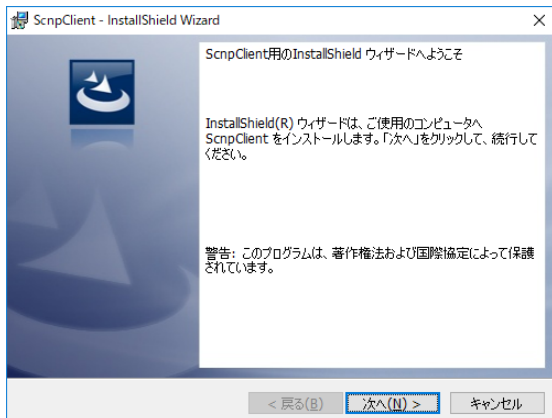 ScnpClient - InstallShield Wizard
ScnpClient用のInstallShield ウィザードへようこそ
InstallShield(R) ウィザードは、ご使用のコンピュータへ
ScnpClient をインストールします。「次へ」をクリックして、続行して
ください。
警告: このプログラムは、著作権法および国際協定によって保護
されています。
< 戻る(B)
次へ(N) >
キャンセル